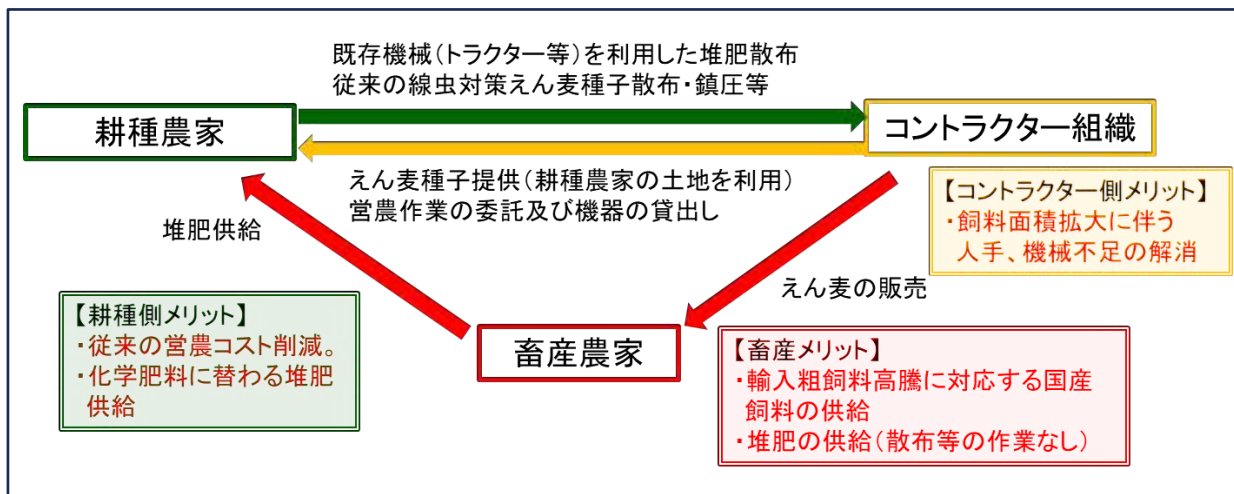 既存機械(トラクター等)を利用した堆肥散布
従来の線虫対策えん麦種子散布・鎮圧等
耕種農家
コントラクター組織
えん麦種子提供(耕種農家の土地を利用)
営農作業の委託及び機器の貸出し
【コントラクター側メリット】
・飼料面積拡大に伴う
人手、機械不足の解消
堆肥供給
えん麦の販売
【耕種側メリット】
・従来の営農コスト削減。
・化学肥料に替わる堆肥
供給
畜産農家
【畜産メリット】
・輸入粗飼料高騰に対応する国産
飼料の供給
・堆肥の供給(散布等の作業なし)